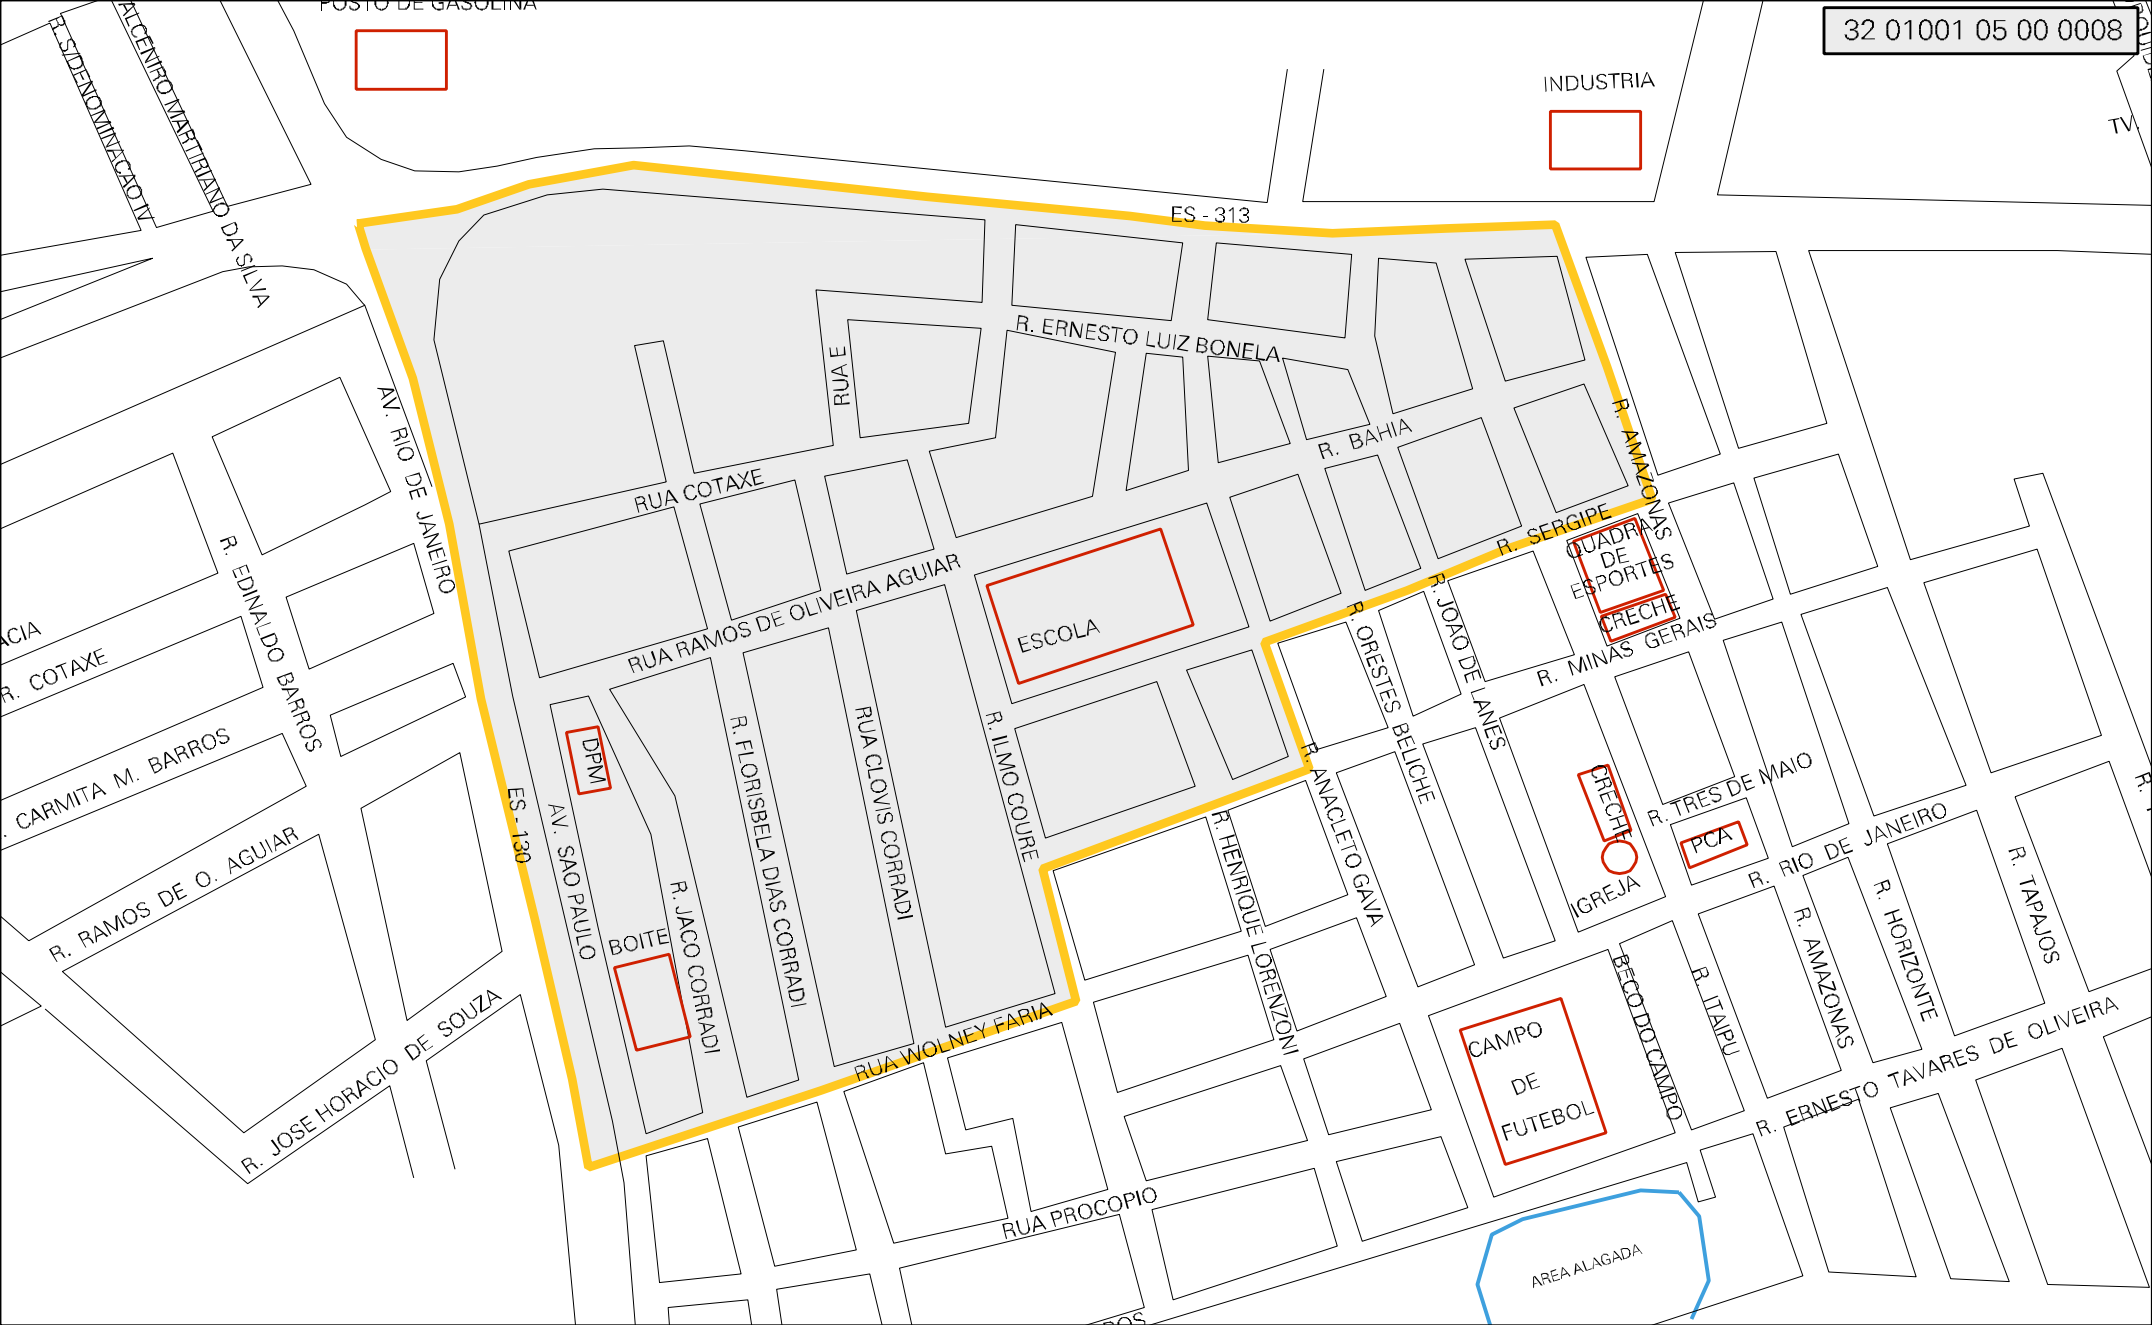 POSTO DE GASOLINA
32 01001 05 00 0008
INDUSTRIA
TV.
R. S/DENOMINACAO IV
ALCENIRO MARTIRIANO DA SILVA
ES - 313
R. ERNESTO LUIZ BONELA
RUA E
AV. RIO DE JANEIRO
R. BAHIA
R. AMAZONAS
RUA COTAXE
R. SERGIPE
QUADRA
DE
ESPORTES
CRECHE
R. EDINALDO BARROS
RUA RAMOS DE OLIVEIRA AGUIAR
ESCOLA
R. MINAS GERAIS
R. JOAO DE LANES
R. ORESTES BELICHE
R. COTAXE
R. CARMITA M. BARROS
DPM
R. FLORISBELA DIAS CORRADI
RUA CLOVIS CORRADI
R. ILMO COURE
R. ANACLETO GAVA
CRECHE
R. TRES DE MAIO
PCA
R. RIO DE JANEIRO
IGREJA
ES - 130
AV. SAO PAULO
R. RAMOS DE O. AGUIAR
R. HENRIQUE LORENZONI
R. TAPAJOS
R. HORIZONTE
R. AMAZONAS
R. JACO CORRADI
BOITE
BECO DO CAMPO
R. ITAIPU
R. JOSE HORACIO DE SOUZA
RUA WOLNEY FARIA
CAMPO
DE
FUTEBOL
R. ERNESTO TAVARES DE OLIVEIRA
RUA PROCOPIO
AREA ALAGADA